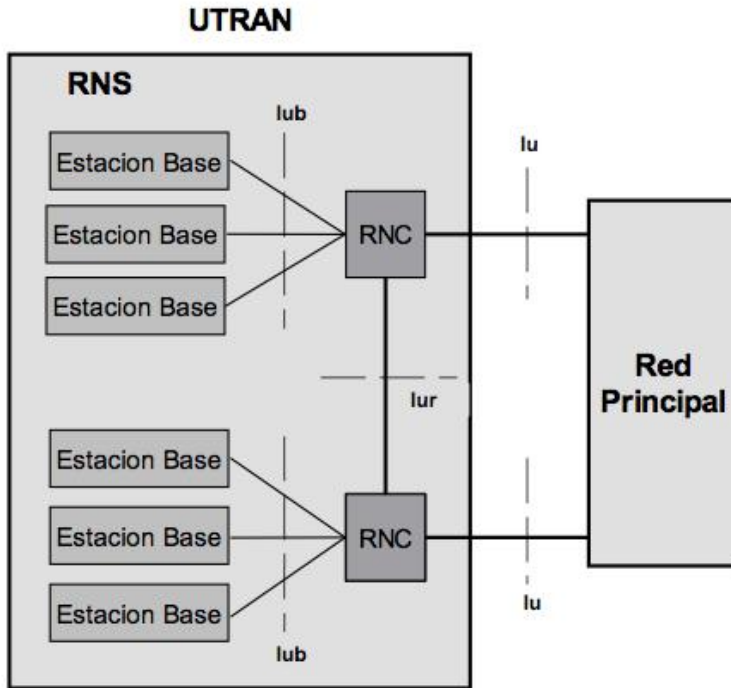 UTRAN
RNS
Iub
Iu
Estacion Base
Estacion Base
RNC
Estacion Base
Red
Principal
Iur
Estacion Base
Estacion Base
RNC
Estacion Base
Iub
Iu